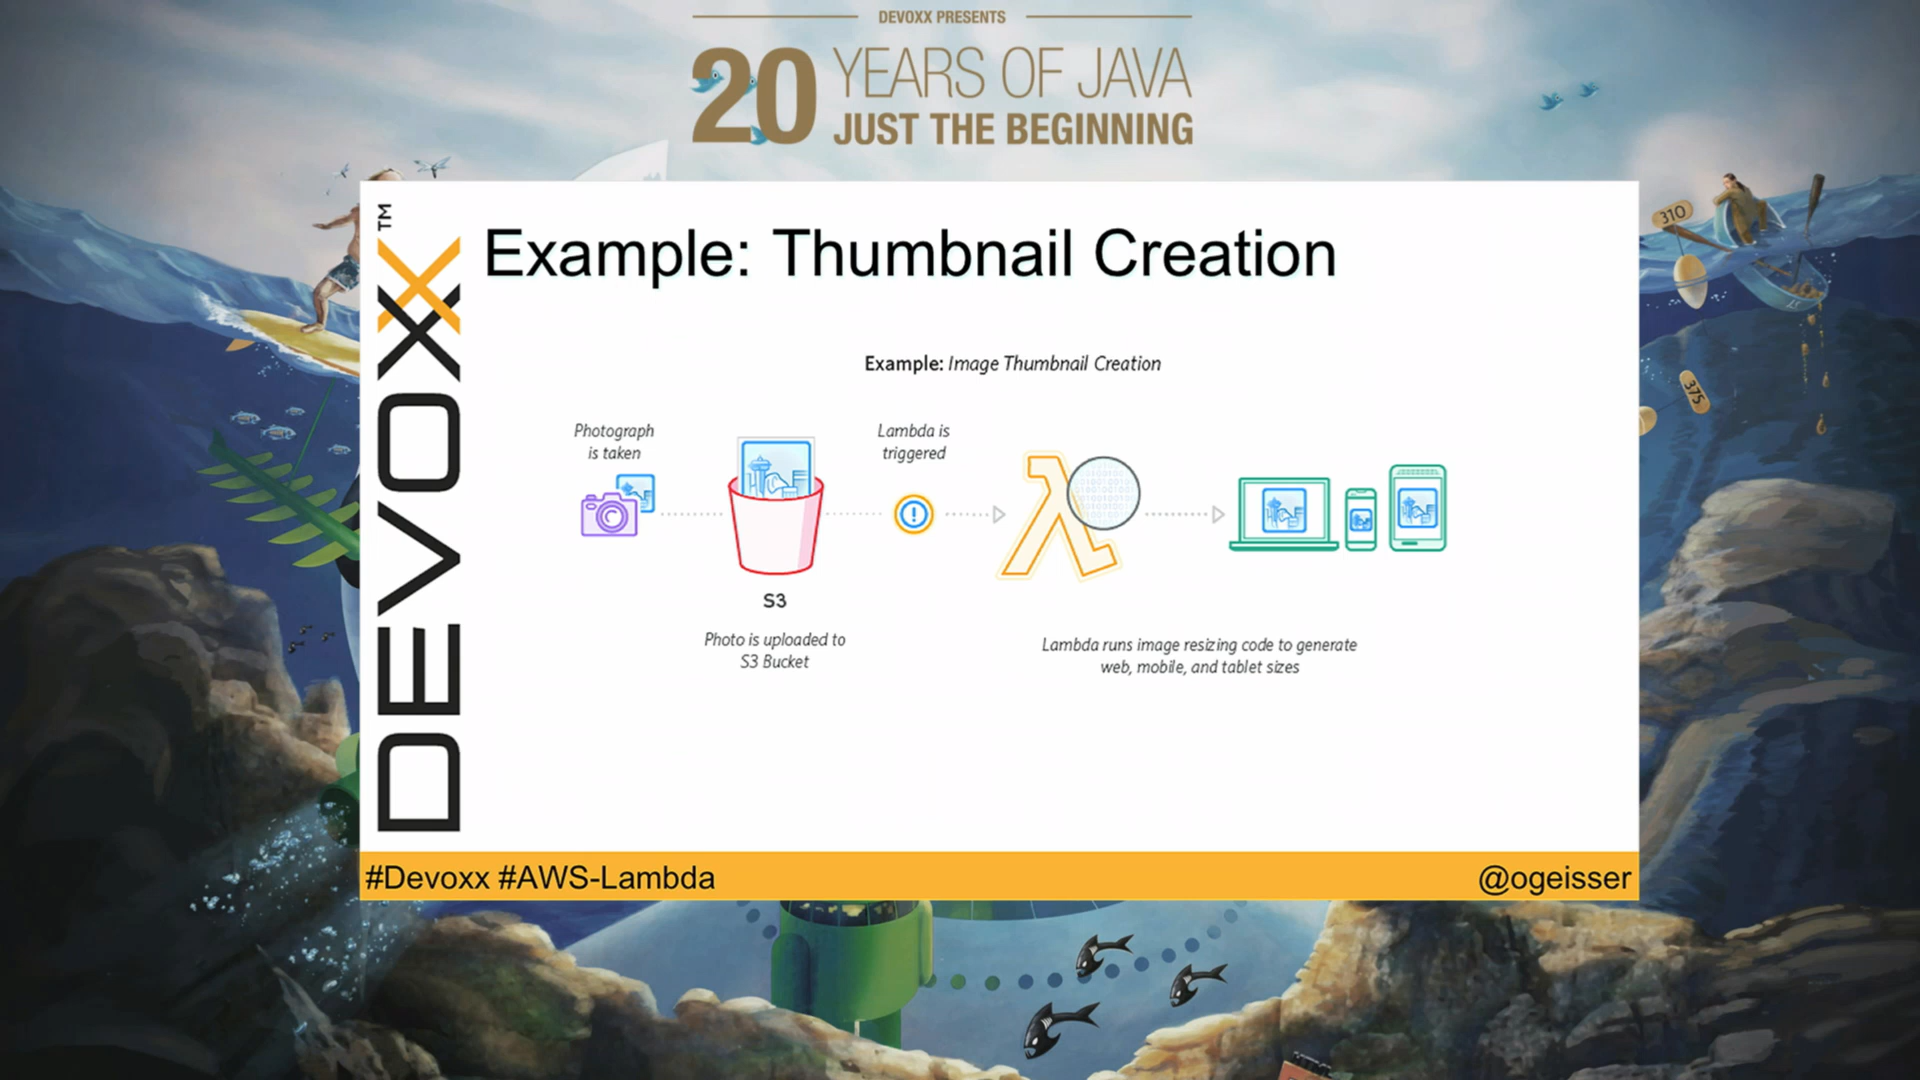 DEVOXX PRESENTS
20 YEARS OF JAVA
JUST THE BEGINNING
DEVOXX™
Example: Thumbnail Creation
Example: Image Thumbnail Creation
Photograph
is taken
Lambda is
triggered
S3
Photo is uploaded to
S3 Bucket
Lambda runs image resizing code to generate
web, mobile, and tablet sizes
#Devoxx #AWS-Lambda
@ogeisser
310
375